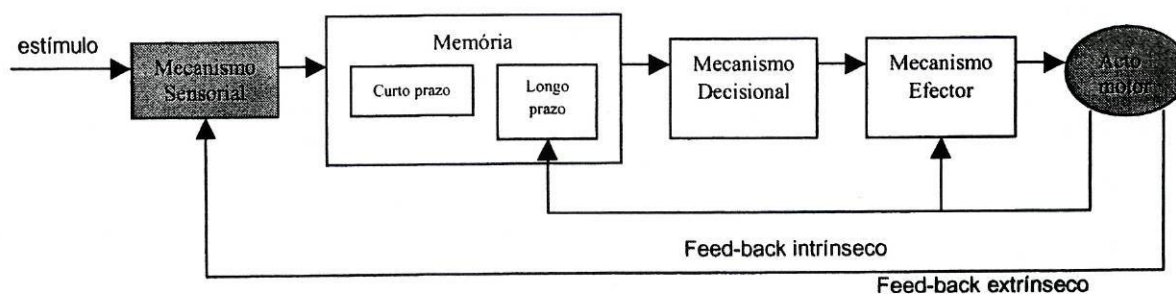 estímulo
Mecanismo
Sensorial
Memória
Curto prazo
Longo
prazo
Mecanismo
Decisional
Mecanismo
Efector
Acto
motor
Feed-back intrínseco
Feed-back extrínseco